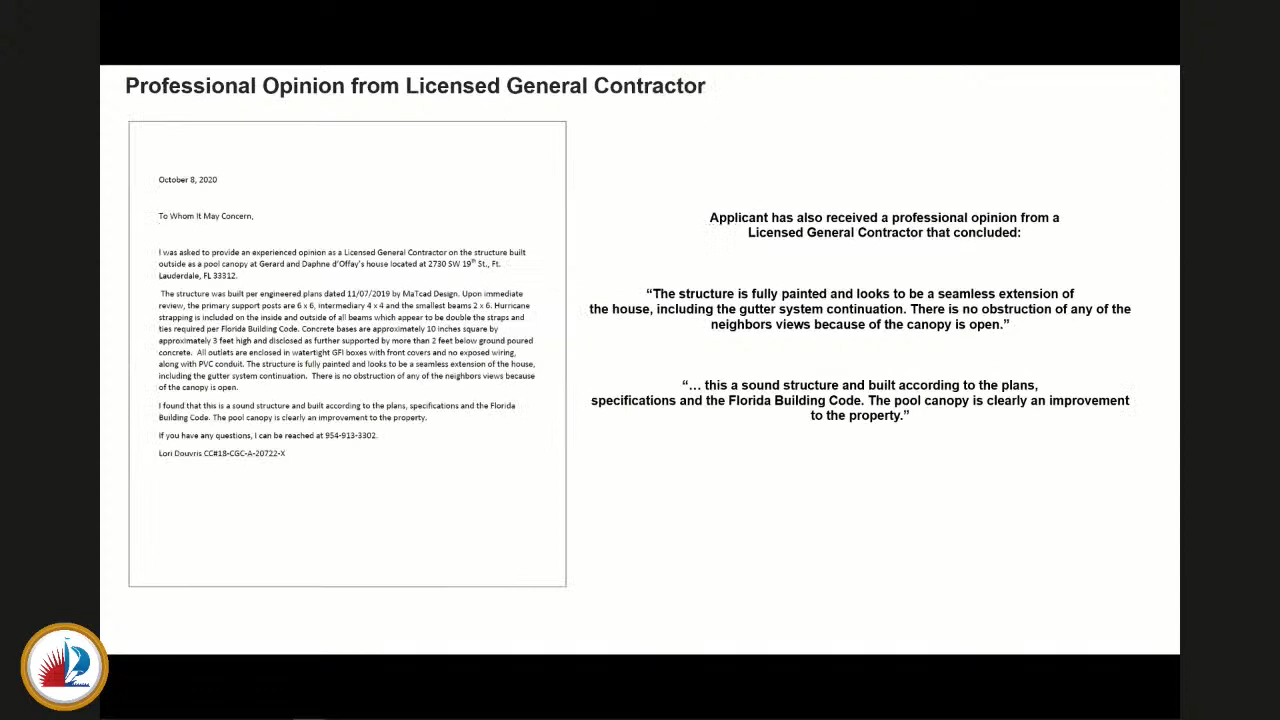 Professional Opinion from Licensed General Contractor
October 8, 2020
To Whom It May Concern,
I was asked to provide an experienced opinion as a Licensed General Contractor on the structure built
outside as a pool canopy at Gerard and Daphne d'Offay's house located at 2730 SW 19th St., Ft.
Lauderdale, FL 33312.
The structure was built per engineered plans dated 11/07/2019 by MaTcad Design. Upon immediate
review, the primary support posts are 6 x 6, intermediary 4 x 4 and the smallest beams 2 x 6. Hurricane
strapping is included on the inside and outside of all beams which appear to be double the straps and
ties required per Florida Building Code. Concrete bases are approximately 10 inches square by
approximately 3 feet high and disclosed as further supported by more than 2 feet below ground poured
concrete. All outlets are enclosed in watertight GFI boxes with front covers and no exposed wiring,
along with PVC conduit. The structure is fully painted and looks to be a seamless extension of the house,
including the gutter system continuation. There is no obstruction of any of the neighbors views because
of the canopy is open.
I found that this is a sound structure and built according to the plans, specifications and the Florida
Building Code. The pool canopy is clearly an improvement to the property.
If you have any questions, I can be reached at 954-913-3302.
Lori Douvris CC#18-CGC-A-20722-X
Applicant has also received a professional opinion from a
Licensed General Contractor that concluded:
“The structure is fully painted and looks to be a seamless extension of
the house, including the gutter system continuation. There is no obstruction of any of the
neighbors views because of the canopy is open.”
“… this a sound structure and built according to the plans,
specifications and the Florida Building Code. The pool canopy is clearly an improvement
to the property.”